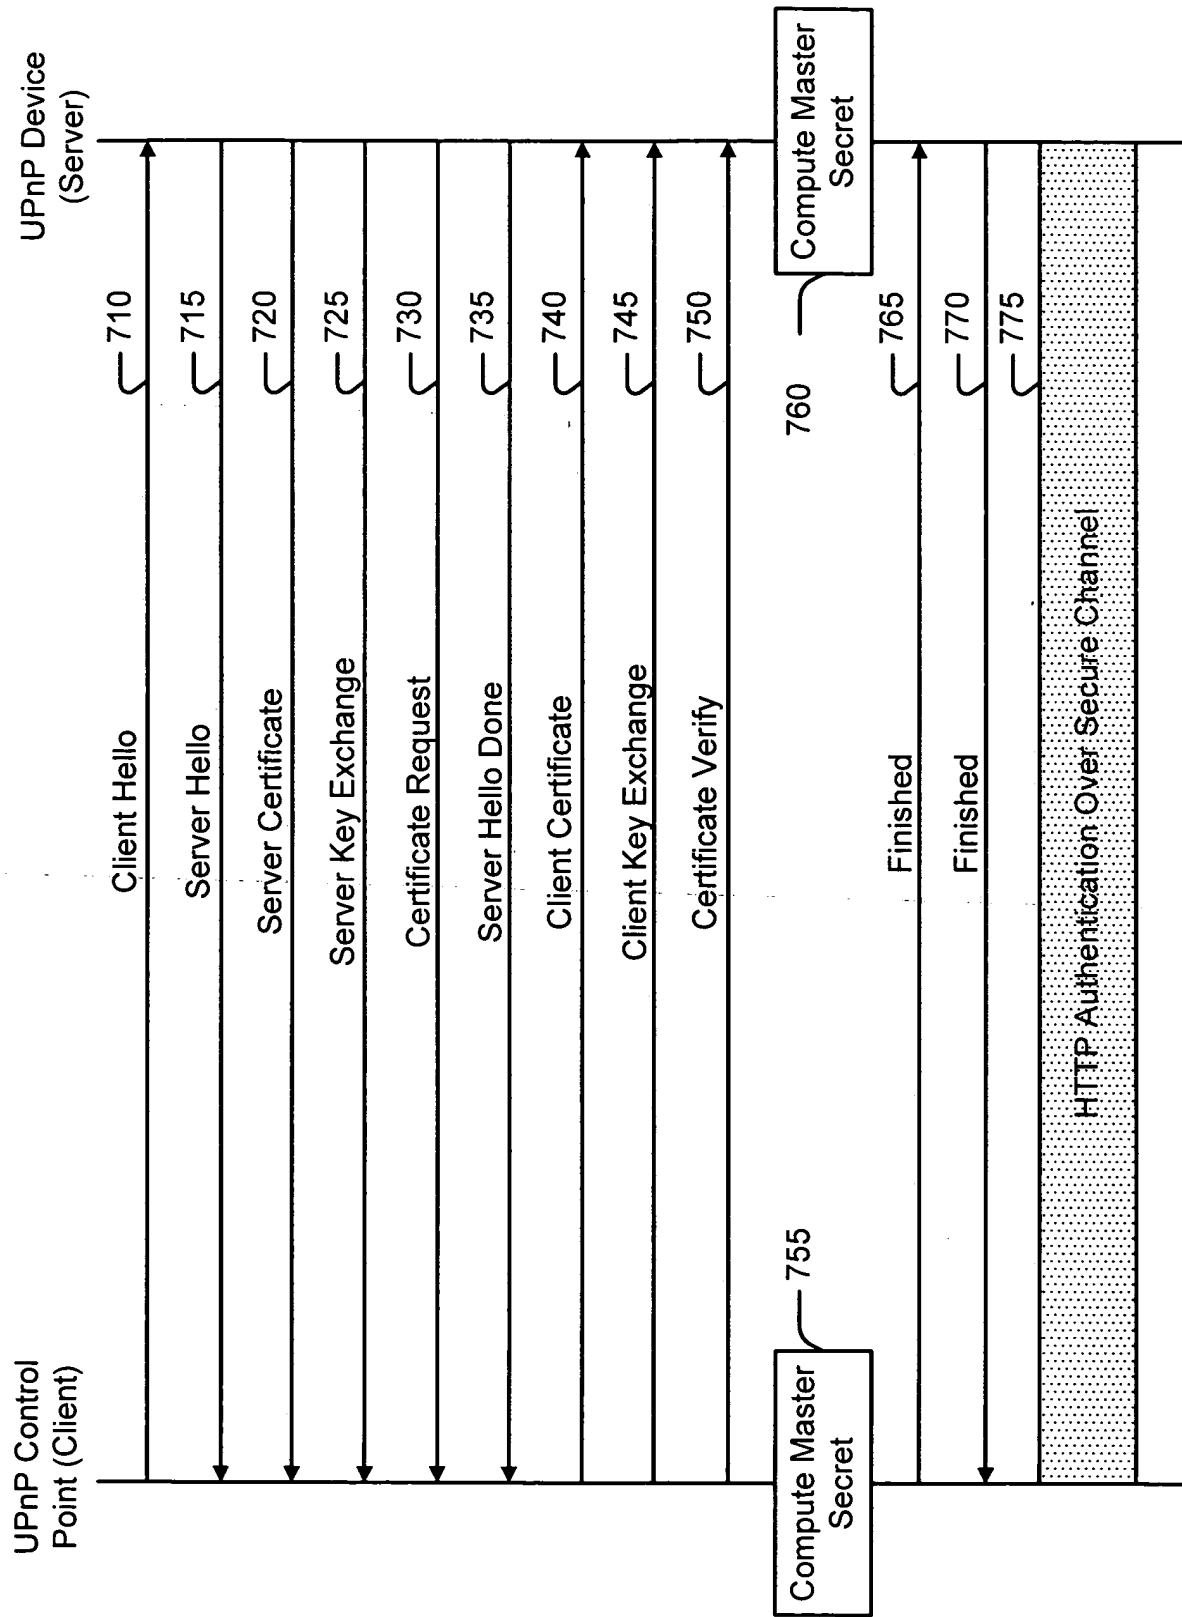 UPnP Control
Point (Client)
UPnP Device
(Server)
Client Hello
710
Server Hello
715
Server Certificate
720
Server Key Exchange
725
Certificate Request
730
Server Hello Done
735
Client Certificate
740
Client Key Exchange
745
Certificate Verify
750
Compute Master
Secret
755
760
Compute Master
Secret
Finished
765
Finished
770
775
HTTP Authentication Over Secure Channel